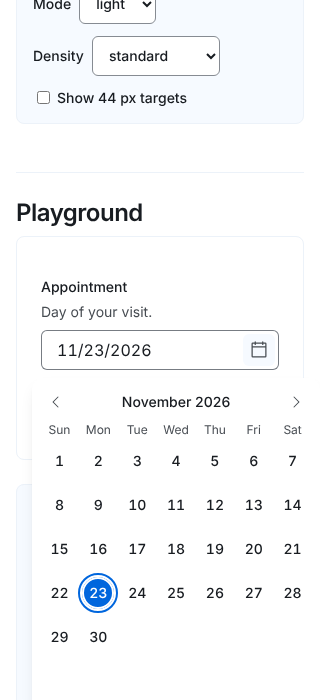 Mode light
Density standard
Show 44 px targets
Playground
Appointment
Day of your visit.
11/23/2026
November 2026
Sun Mon Tue Wed Thu Fri Sat
1 2 3 4 5 6 7
8 9 10 11 12 13 14
15 16 17 18 19 20 21
22 23 24 25 26 27 28
29 30